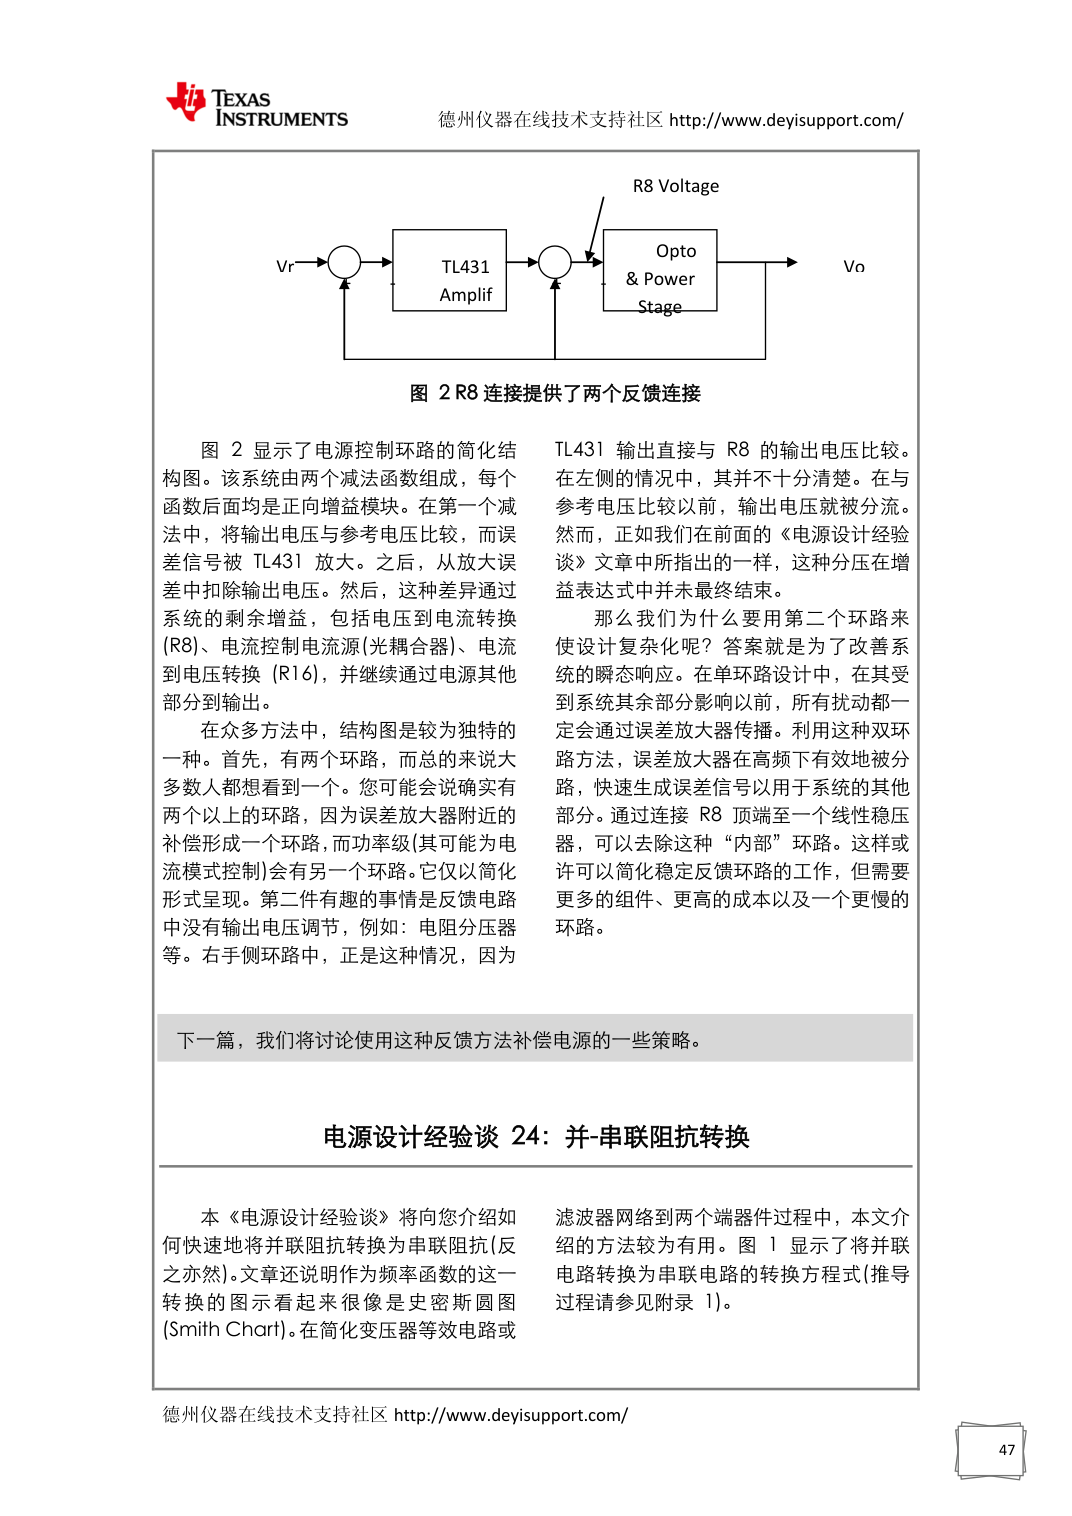 TEXAS
INSTRUMENTS
德州仪器在线技术支持社区 http://www.deyisupport.com/
R8 Voltage
Vr
TL431
Amplif
Opto
& Power
Stage
Vo
-
-
图 2 R8 连接提供了两个反馈连接
图 2 显示了电源控制环路的简化结
构图。该系统由两个减法函数组成，每个
函数后面均是正向增益模块。在第一个减
法中，将输出电压与参考电压比较，而误
差信号被 TL431 放大。之后，从放大误
差中扣除输出电压。然后，这种差异通过
系统的剩余增益，包括电压到电流转换
(R8)、电流控制电流源(光耦合器)、电流
到电压转换 (R16)，并继续通过电源其他
部分到输出。
在众多方法中，结构图是较为独特的
一种。首先，有两个环路，而总的来说大
多数人都想看到一个。您可能会说确实有
两个以上的环路，因为误差放大器附近的
补偿形成一个环路,而功率级(其可能为电
流模式控制)会有另一个环路。它仅以简化
形式呈现。第二件有趣的事情是反馈电路
中没有输出电压调节，例如：电阻分压器
等。右手侧环路中，正是这种情况，因为
TL431 输出直接与 R8 的输出电压比较。
在左侧的情况中，其并不十分清楚。在与
参考电压比较以前，输出电压就被分流。
然而，正如我们在前面的《电源设计经验
谈》文章中所指出的一样，这种分压在增
益表达式中并未最终结束。
那么我们为什么要用第二个环路来
使设计复杂化呢？答案就是为了改善系
统的瞬态响应。在单环路设计中，在其受
到系统其余部分影响以前，所有扰动都一
定会通过误差放大器传播。利用这种双环
路方法，误差放大器在高频下有效地被分
路，快速生成误差信号以用于系统的其他
部分。通过连接 R8 顶端至一个线性稳压
器，可以去除这种“内部”环路。这样或
许可以简化稳定反馈环路的工作，但需要
更多的组件、更高的成本以及一个更慢的
环路。
下一篇，我们将讨论使用这种反馈方法补偿电源的一些策略。
电源设计经验谈 24：并-串联阻抗转换
本《电源设计经验谈》将向您介绍如
何快速地将并联阻抗转换为串联阻抗(反
之亦然)。文章还说明作为频率函数的这一
转换的图示看起来很像是史密斯圆图
(Smith Chart)。在简化变压器等效电路或
滤波器网络到两个端器件过程中，本文介
绍的方法较为有用。图 1 显示了将并联
电路转换为串联电路的转换方程式(推导
过程请参见附录 1)。
德州仪器在线技术支持社区 http://www.deyisupport.com/
47